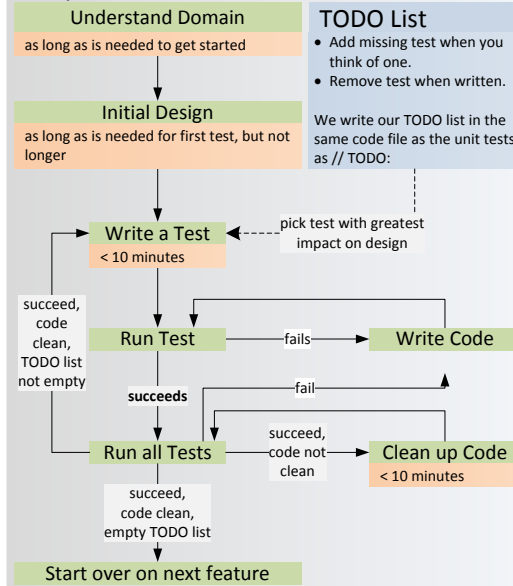 Understand Domain
as long as is needed to get started
TODO List
• Add missing test when you
think of one.
• Remove test when written.
We write our TODO list in the
same code file as the unit tests
as // TODO:
Initial Design
as long as is needed for first test, but not
longer
pick test with greatest
impact on design
Write a Test
< 10 minutes
succeed,
code
clean,
TODO list
not empty
Run Test
fails
Write Code
succeeds
fail
Run all Tests
succeed,
code not
clean
Clean up Code
< 10 minutes
succeed,
code clean,
empty TODO list
Start over on next feature